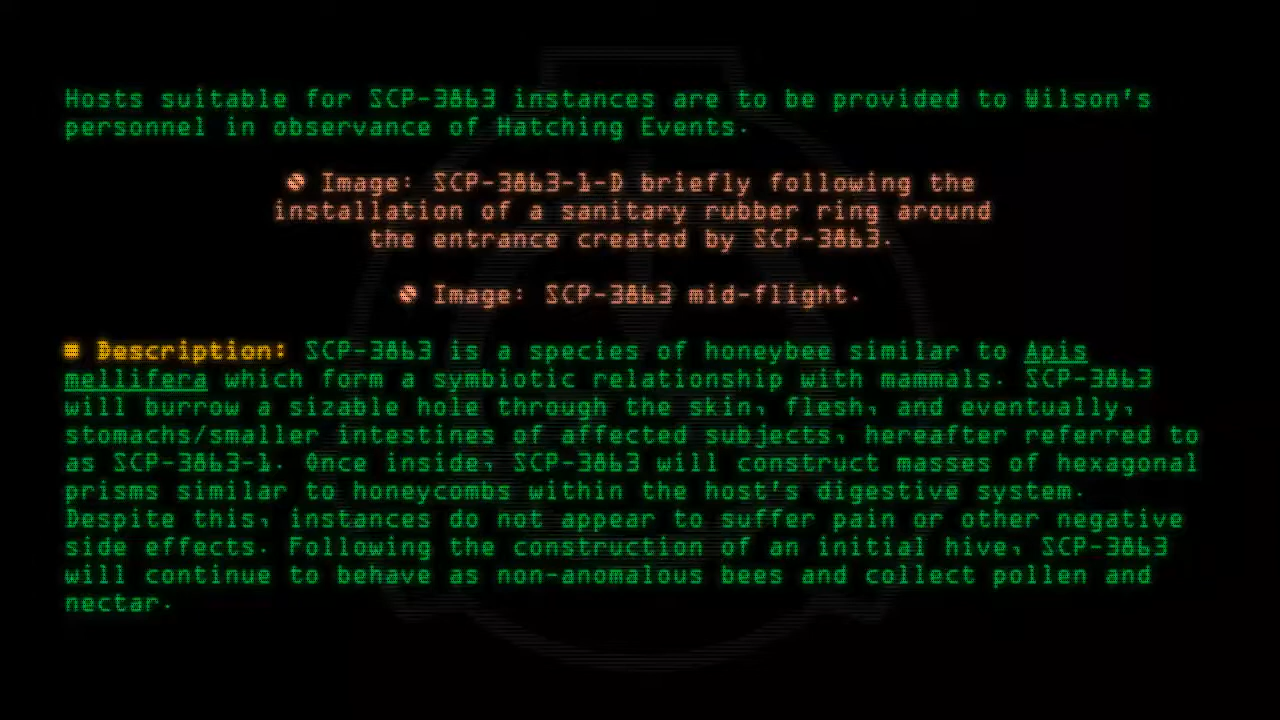 Hosts suitable for SCP-3863 instances are to be provided to Wilson's
personnel in observance of Hatching Events.
● Image: SCP-3863-1-D briefly following the
installation of a sanitary rubber ring around
the entrance created by SCP-3863.
● Image: SCP-3863 mid-flight.
■ Description: SCP-3863 is a species of honeybee similar to Apis
mellifera which form a symbiotic relationship with mammals. SCP-3863
will burrow a sizable hole through the skin, flesh, and eventually,
stomachs/smaller intestines of affected subjects, hereafter referred to
as SCP-3863-1. Once inside, SCP-3863 will construct masses of hexagonal
prisms similar to honeycombs within the host's digestive system.
Despite this, instances do not appear to suffer pain or other negative
side effects. Following the construction of an initial hive, SCP-3863
will continue to behave as non-anomalous bees and collect pollen and
nectar.